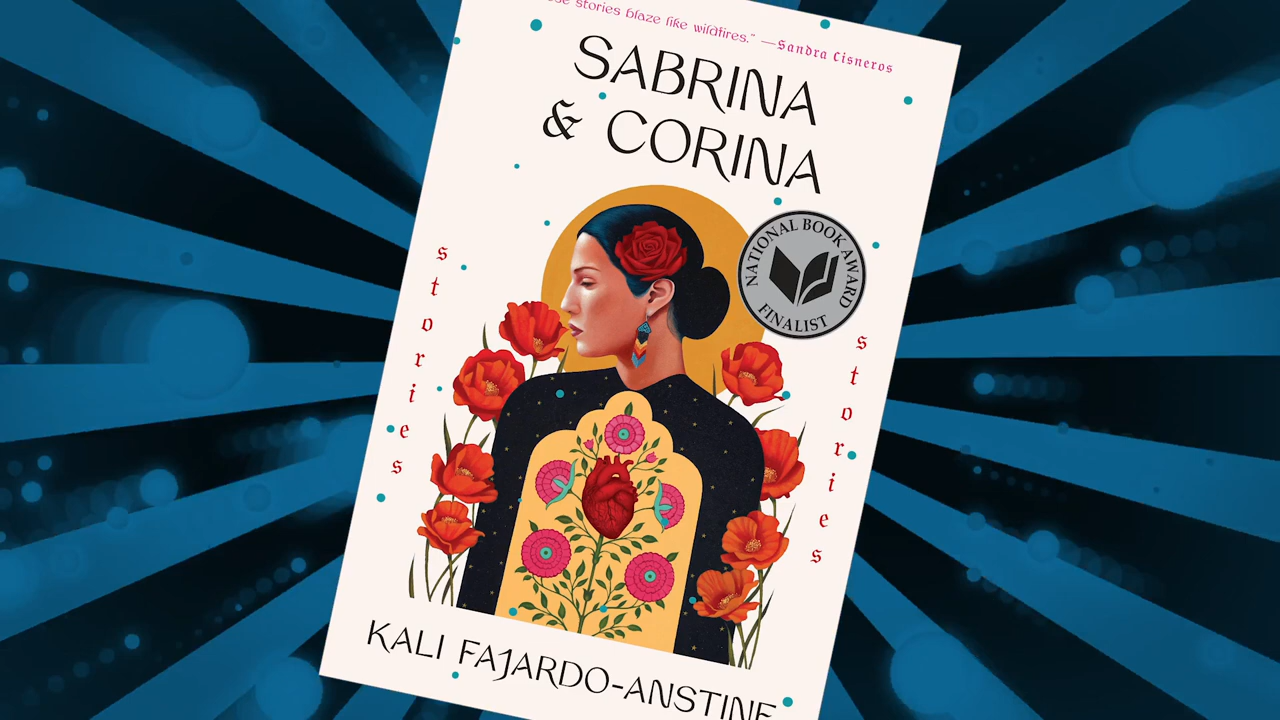 stories blaze like wildfires." —Sandra Cisneros
SABRINA
& CORINA
NATIONAL BOOK AWARD
FINALIST
stories
stories
KALI FAJARDO-ANSTINE